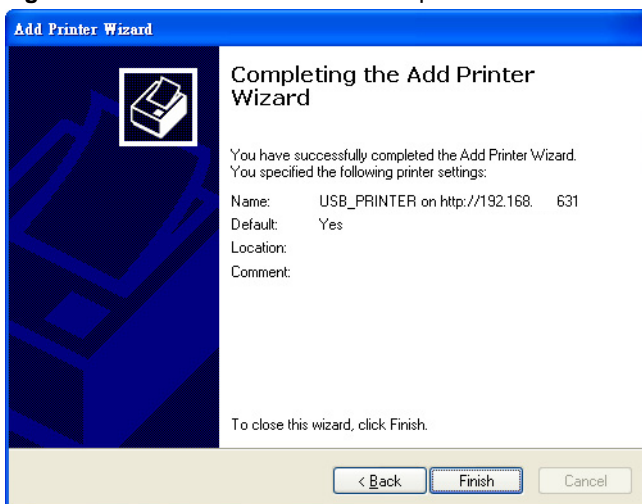 Add Printer Wizard
Completing the Add Printer
Wizard
You have successfully completed the Add Printer Wizard.
You specified the following printer settings:
Name: USB_PRINTER on http://192.168. 631
Default: Yes
Location:
Comment:
To close this wizard, click Finish.
< Back Finish Cancel